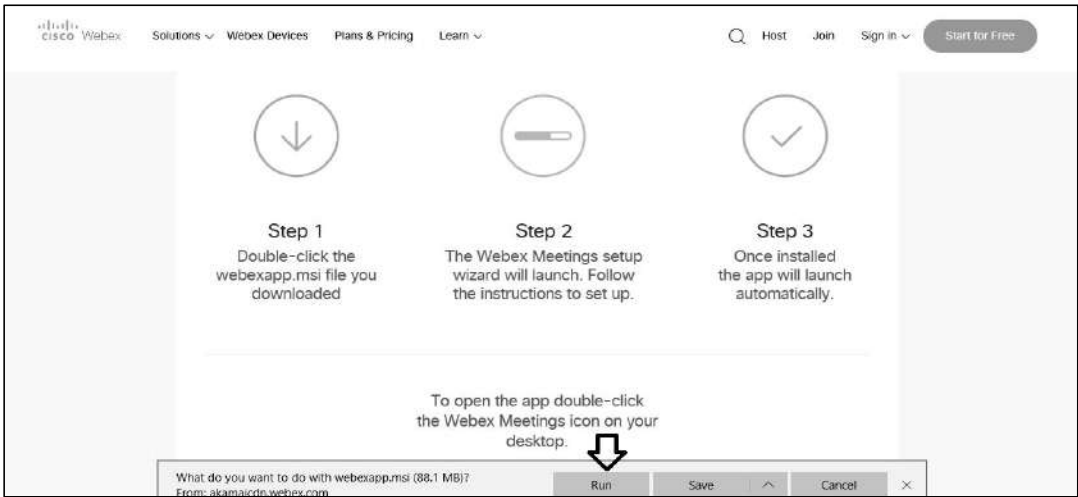 cisco Webex Solutions Webex Devices Plans & Pricing Learn Host Join Sign in Start for Free
Step 1
Double-click the
webexapp.msi file you
downloaded
Step 2
The Webex Meetings setup
wizard will launch. Follow
the instructions to set up.
Step 3
Once installed
the app will launch
automatically.
To open the app double-click
the Webex Meetings icon on your
desktop.
What do you want to do with webexapp.msi (88.1 MB)?
From: akamaicdn.webex.com
Run Save Cancel